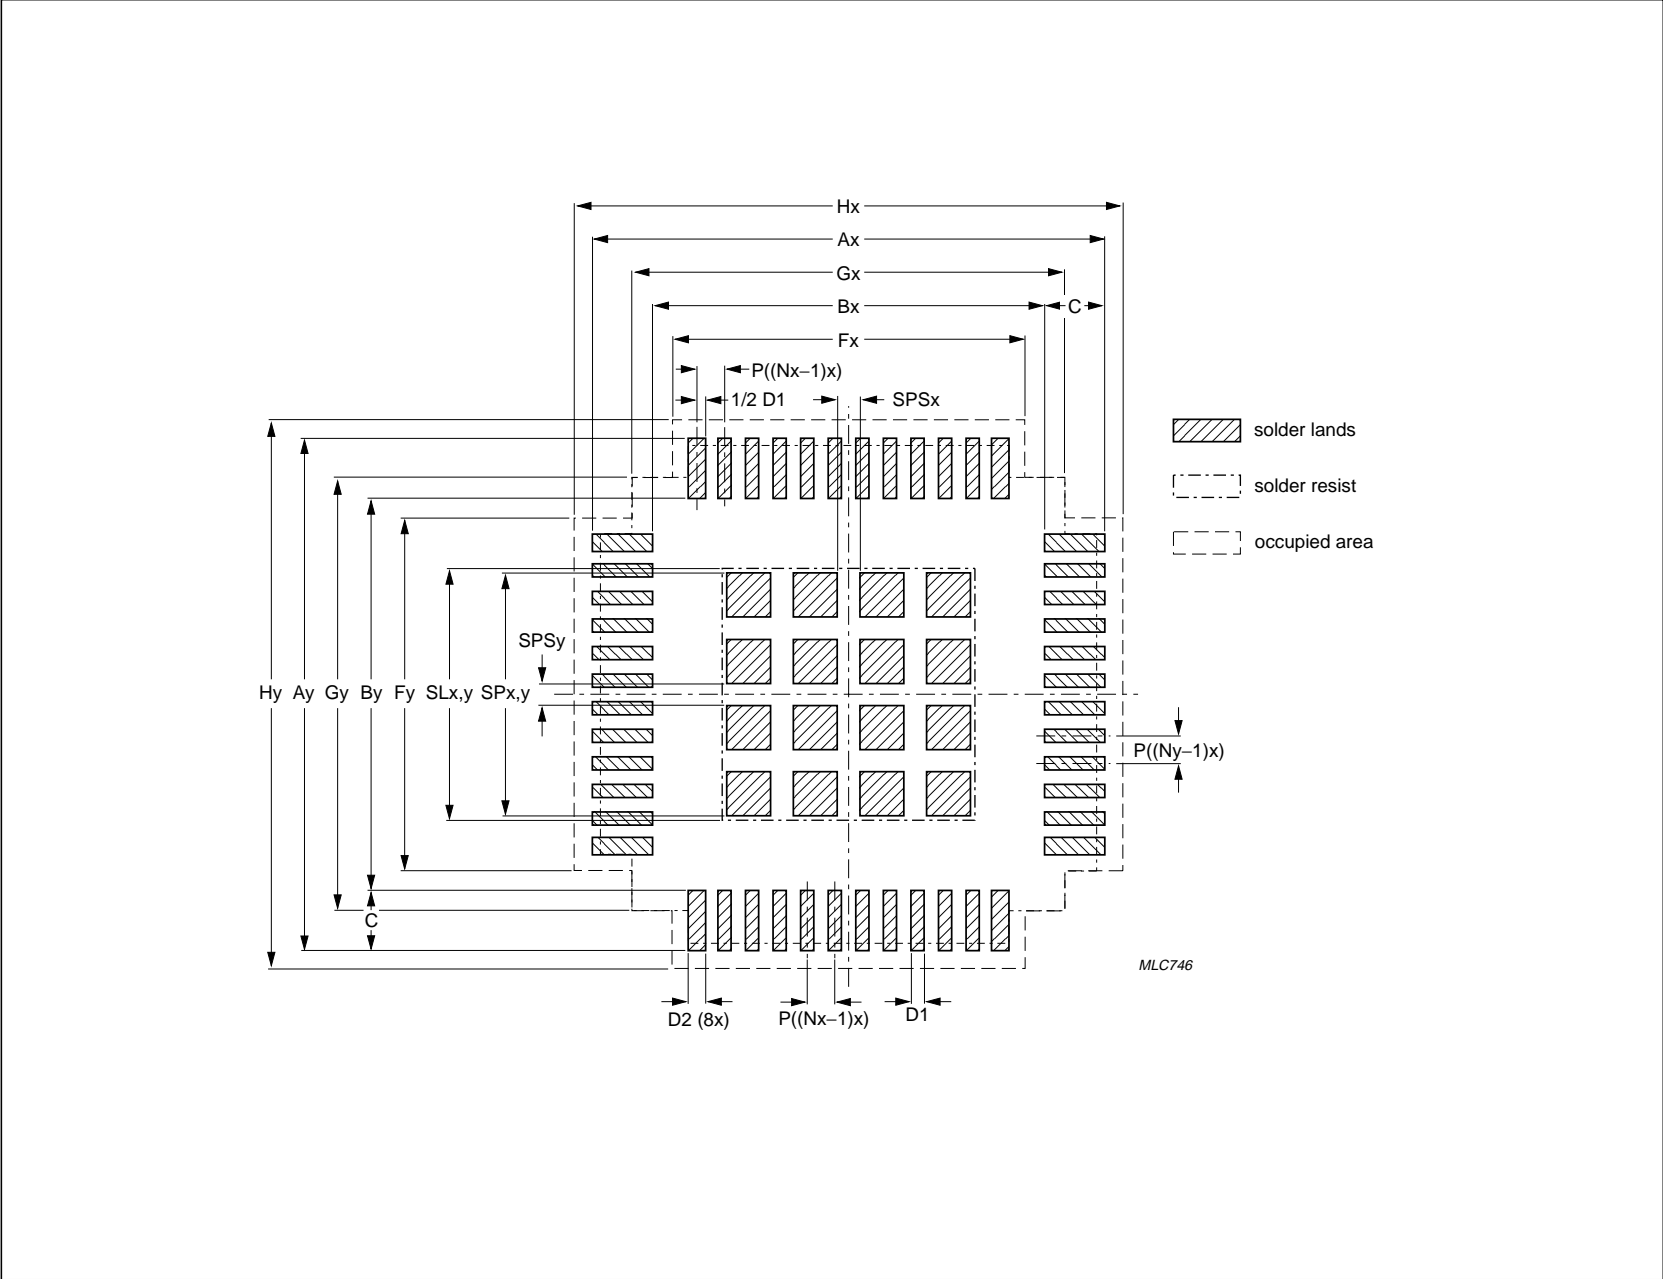 Hx
Ax
Gx
Bx C
Fx
P((Nx−1)x)
1/2 D1 SPSx
solder lands
solder resist
occupied area
SPSy
Hy Ay Gy By Fy SLx,y SPx,y
P((Ny−1)x)
C
MLC746
D2 (8x) P((Nx−1)x) D1